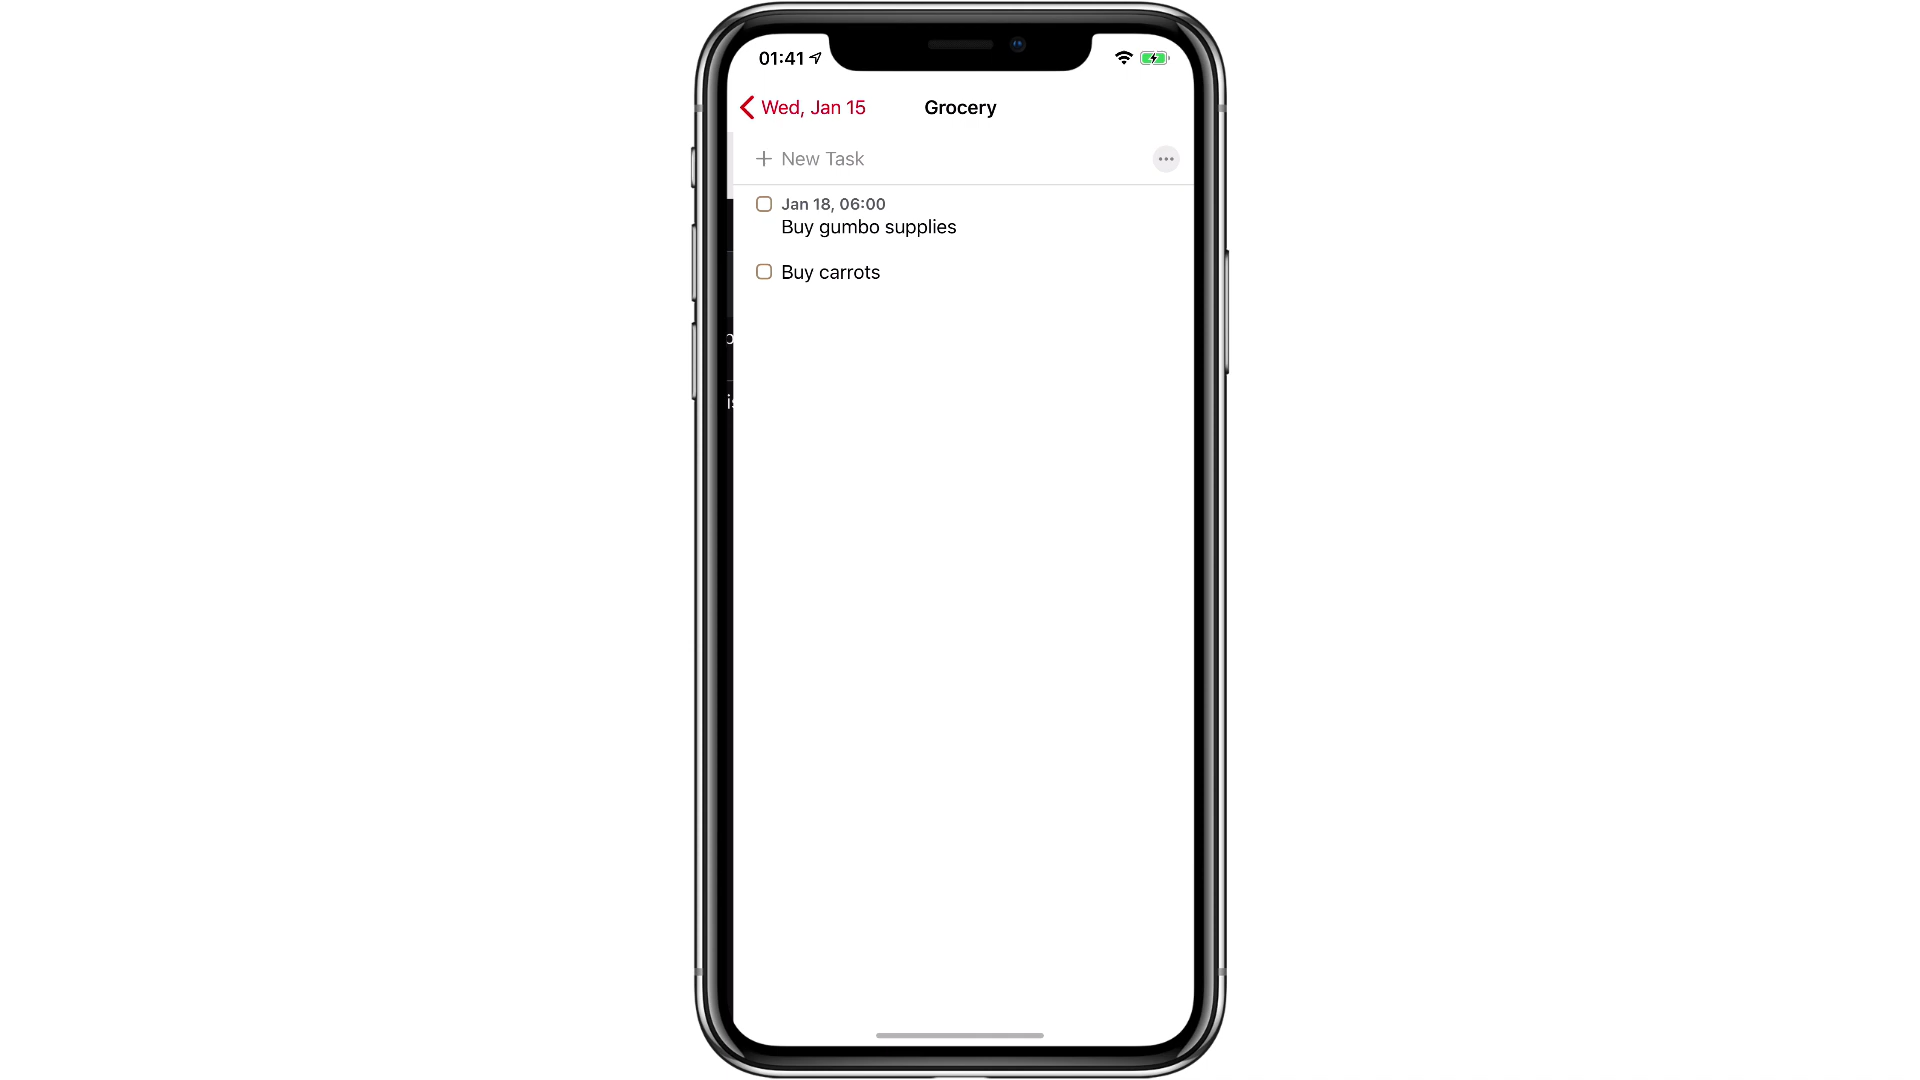 01:41
Wed, Jan 15
Grocery
New Task
Jan 18, 06:00
Buy gumbo supplies
Buy carrots